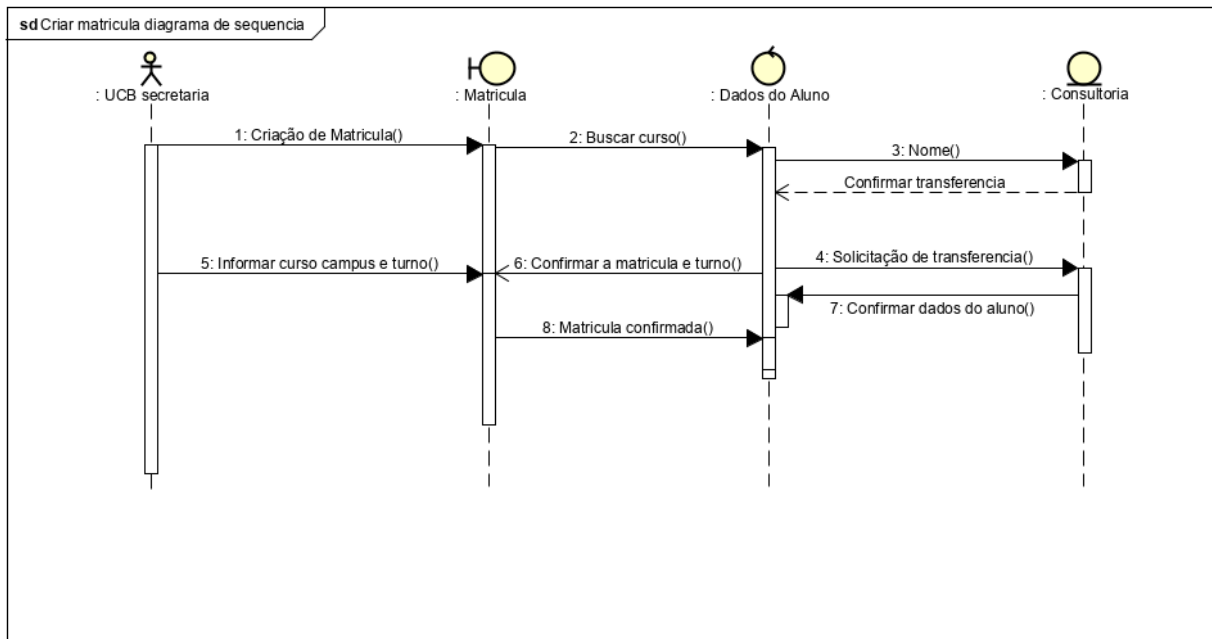 sd Criar matricula diagrama de sequencia
: UCB secretaria
: Matricula
: Dados do Aluno
: Consultoria
1: Criação de Matricula()
2: Buscar curso()
3: Nome()
Confirmar transferencia
5: Informar curso campus e turno()
6: Confirmar a matricula e turno()
4: Solicitação de transferencia()
7: Confirmar dados do aluno()
8: Matricula confirmada()